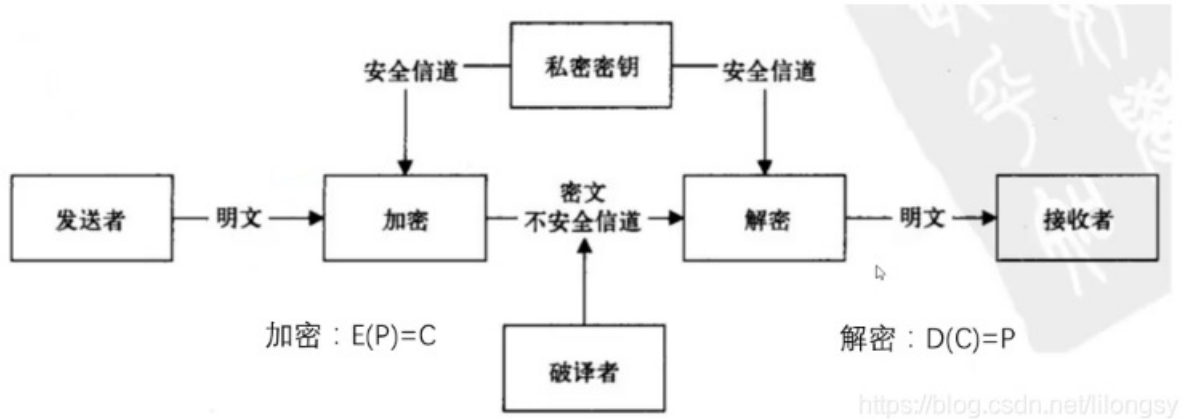 私密密钥
安全信道
安全信道
发送者
明文
加密
密文
不安全信道
解密
明文
接收者
加密：E(P)=C
解密：D(C)=P
破译者
https://blog.csdn.net/lilongsy